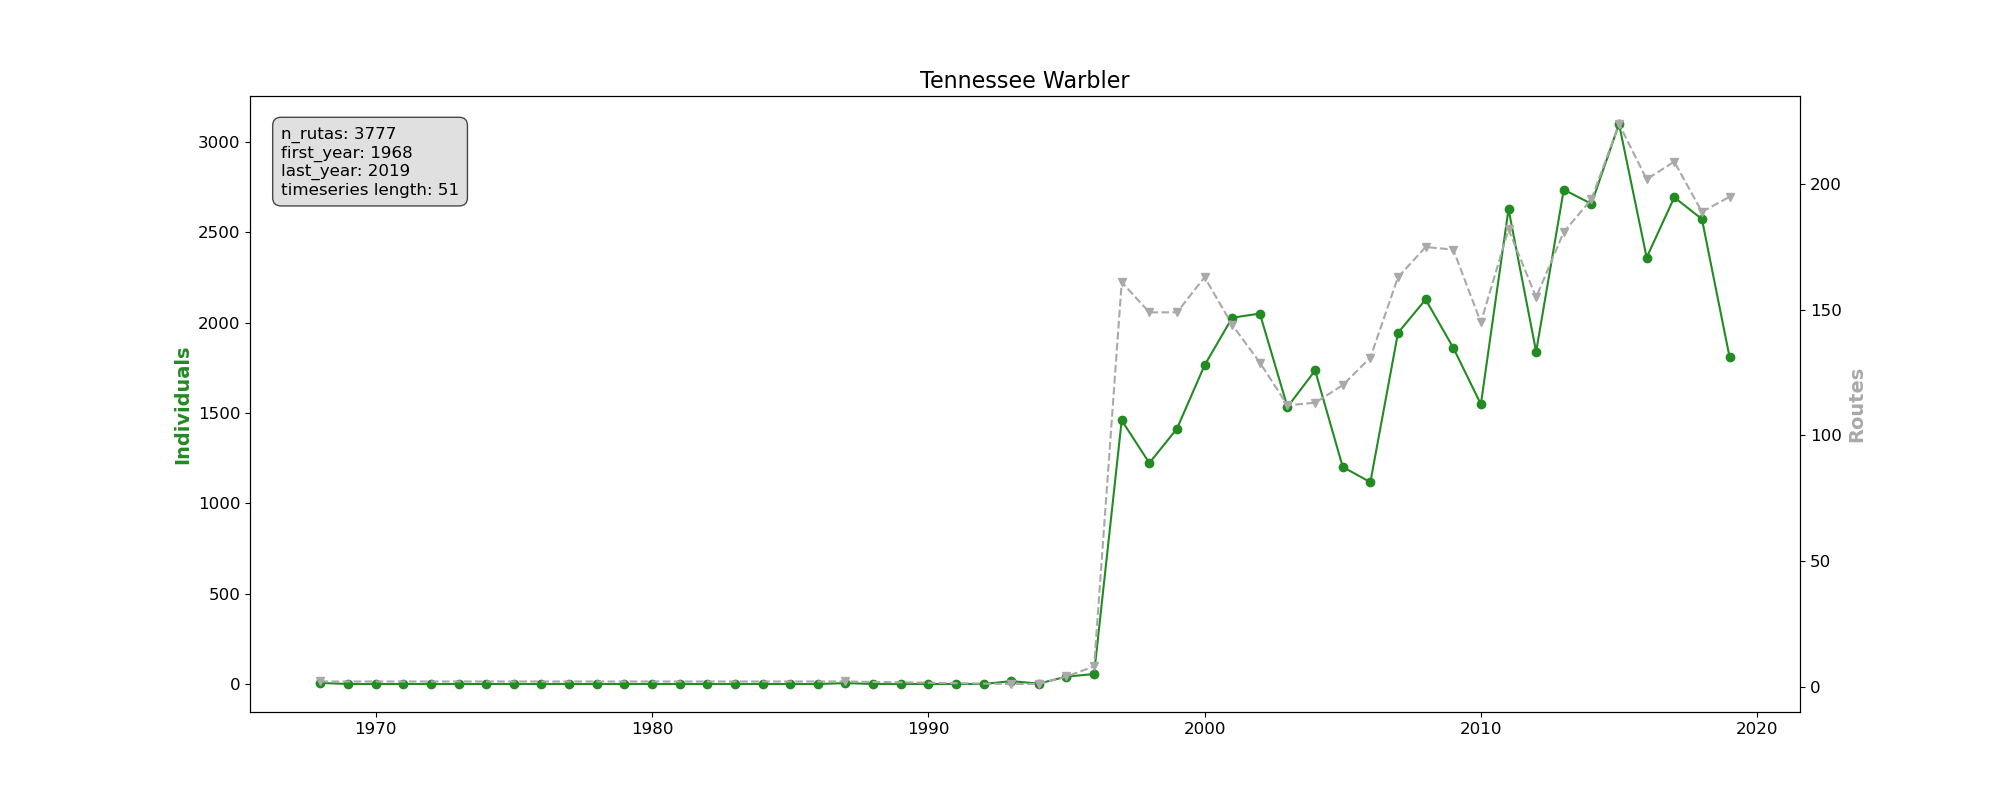 Tennessee Warbler
n_rutas: 3777
first_year: 1968
last_year: 2019
timeseries length: 51
3000
2500
2000
1500
1000
500
0
Individuals
200
150
100
50
0
Routes
1970
1980
1990
2000
2010
2020